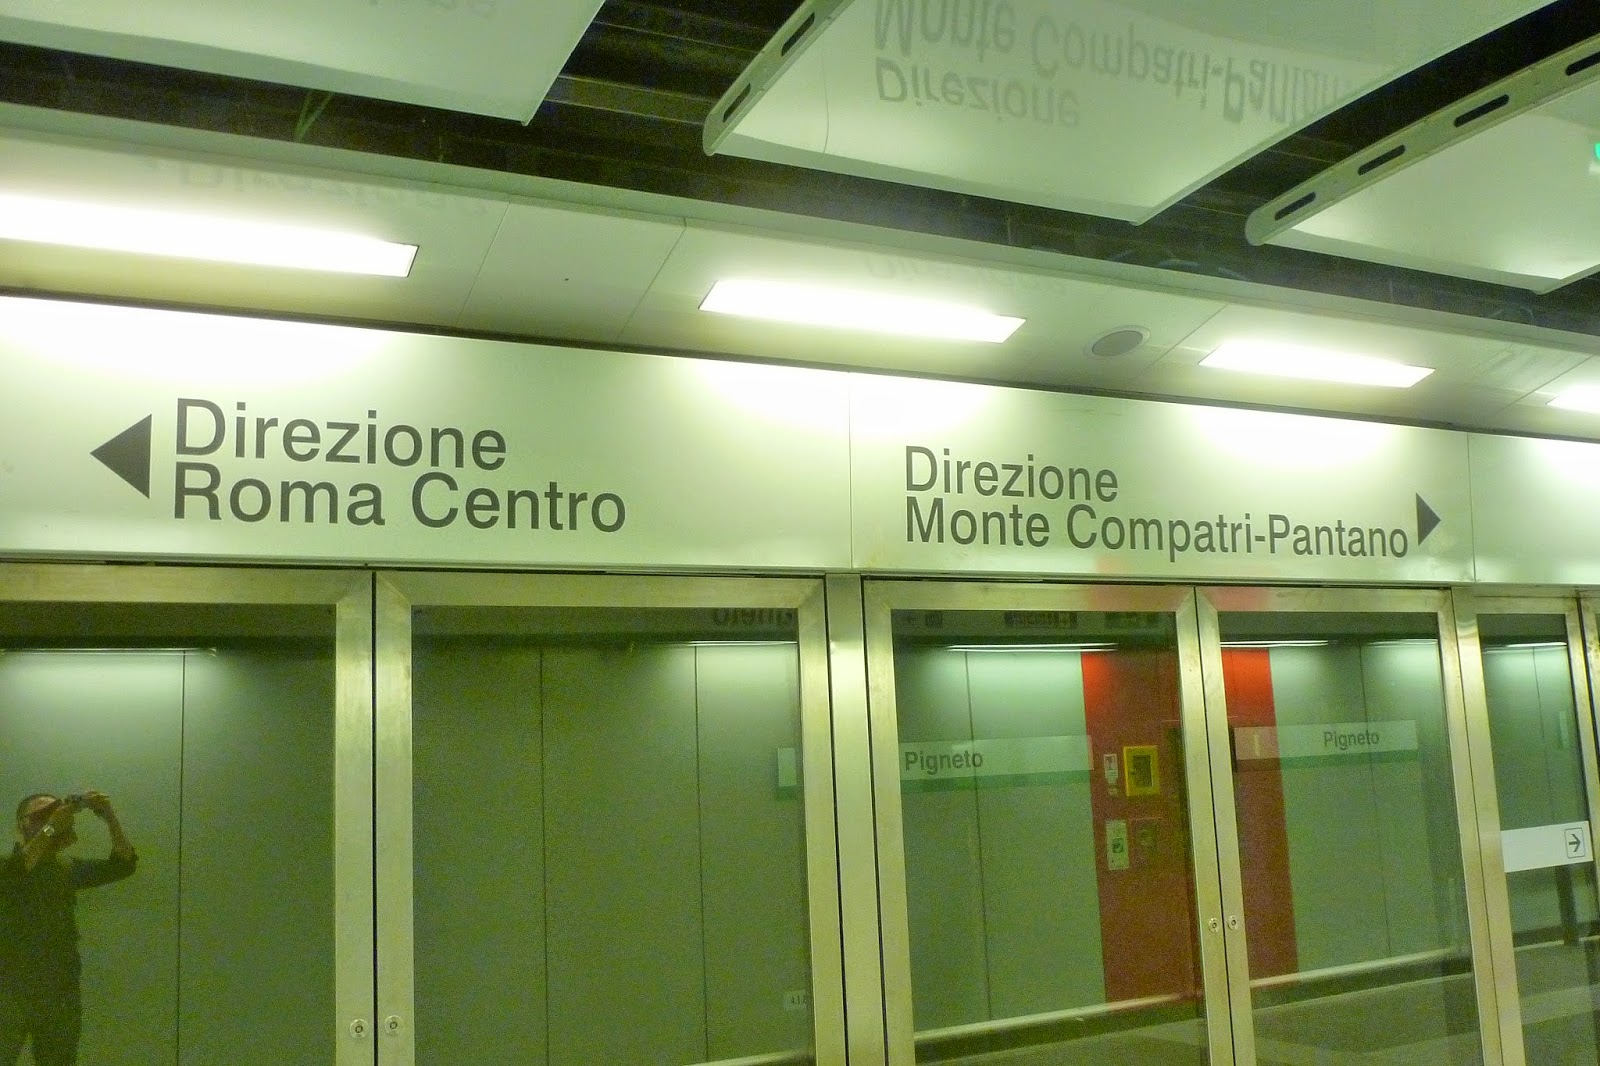 Direzione
Roma Centro
Direzione
Monte Compatri-Pantano
Pigneto
Pigneto